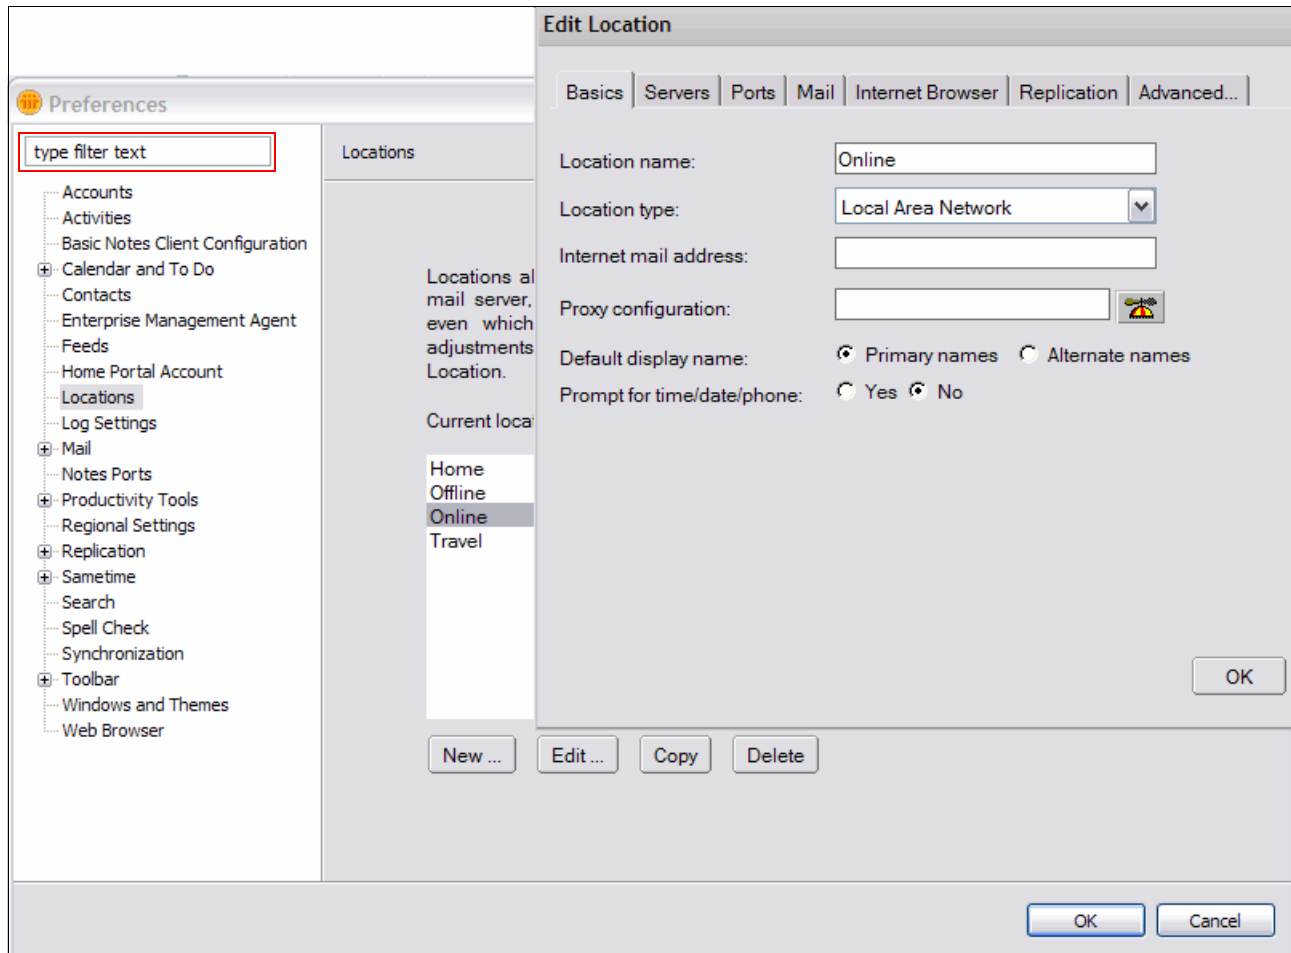 Edit Location
Basics Servers Ports Mail Internet Browser Replication Advanced...
Location name: Online
Location type: Local Area Network
Internet mail address:
Proxy configuration:
Default display name: Primary names Alternate names
Prompt for time/date/phone: Yes No
OK
Preferences
type filter text
Accounts
Activities
Basic Notes Client Configuration
Calendar and To Do
Contacts
Enterprise Management Agent
Feeds
Home Portal Account
Locations
Log Settings
Mail
Notes Ports
Productivity Tools
Regional Settings
Replication
Sametime
Search
Spell Check
Synchronization
Toolbar
Windows and Themes
Web Browser
Locations
Locations al
mail server,
even which
adjustments
Location.
Current loca
Home
Offline
Online
Travel
New ... Edit ... Copy Delete
OK Cancel